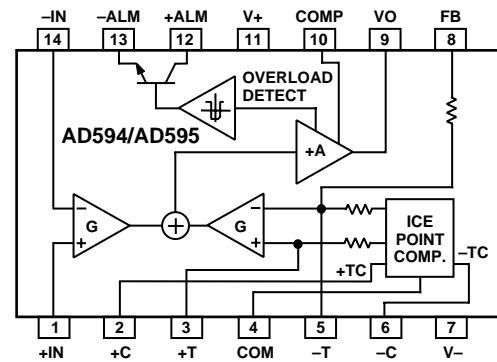 –IN –ALM +ALM V+ COMP VO FB
14 13 12 11 10 9 8
OVERLOAD
DETECT
AD594/AD595
+A
– G +
– G +
+
ICE
POINT
COMP.
+TC
–TC
1 2 3 4 5 6 7
+IN +C +T COM –T –C V–